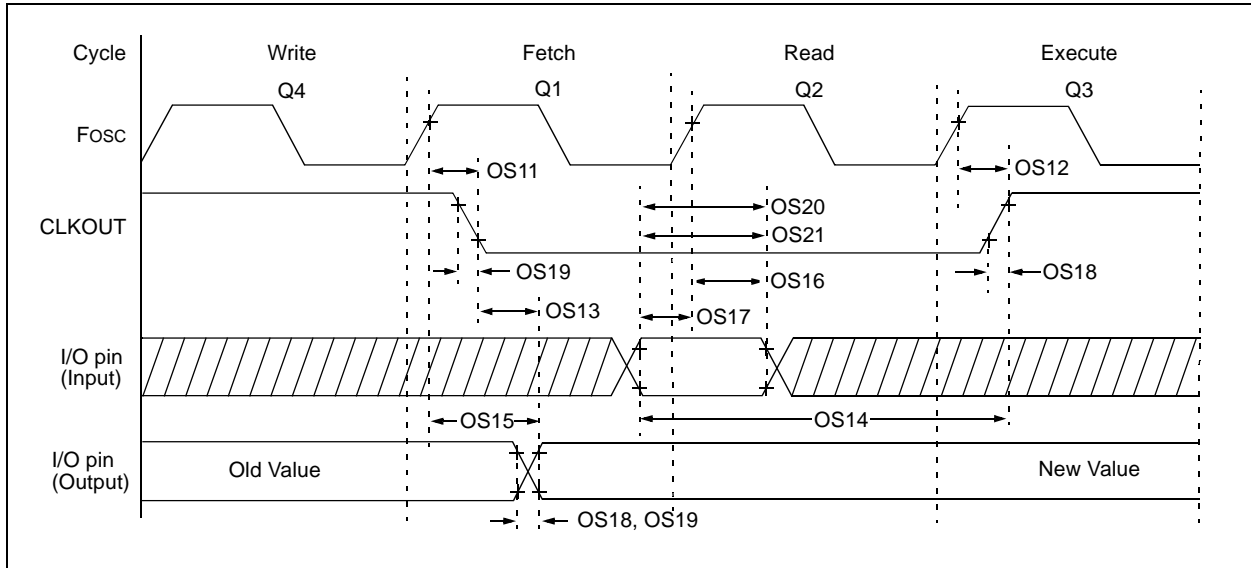 Cycle Write Fetch Read Execute
Q4 Q1 Q2 Q3
Fosc
OS11 OS12
OS20
CLKOUT
OS21
OS19 OS16 OS18
OS13 OS17
I/O pin
(Input)
OS15 OS14
I/O pin
(Output)
Old Value New Value
OS18, OS19